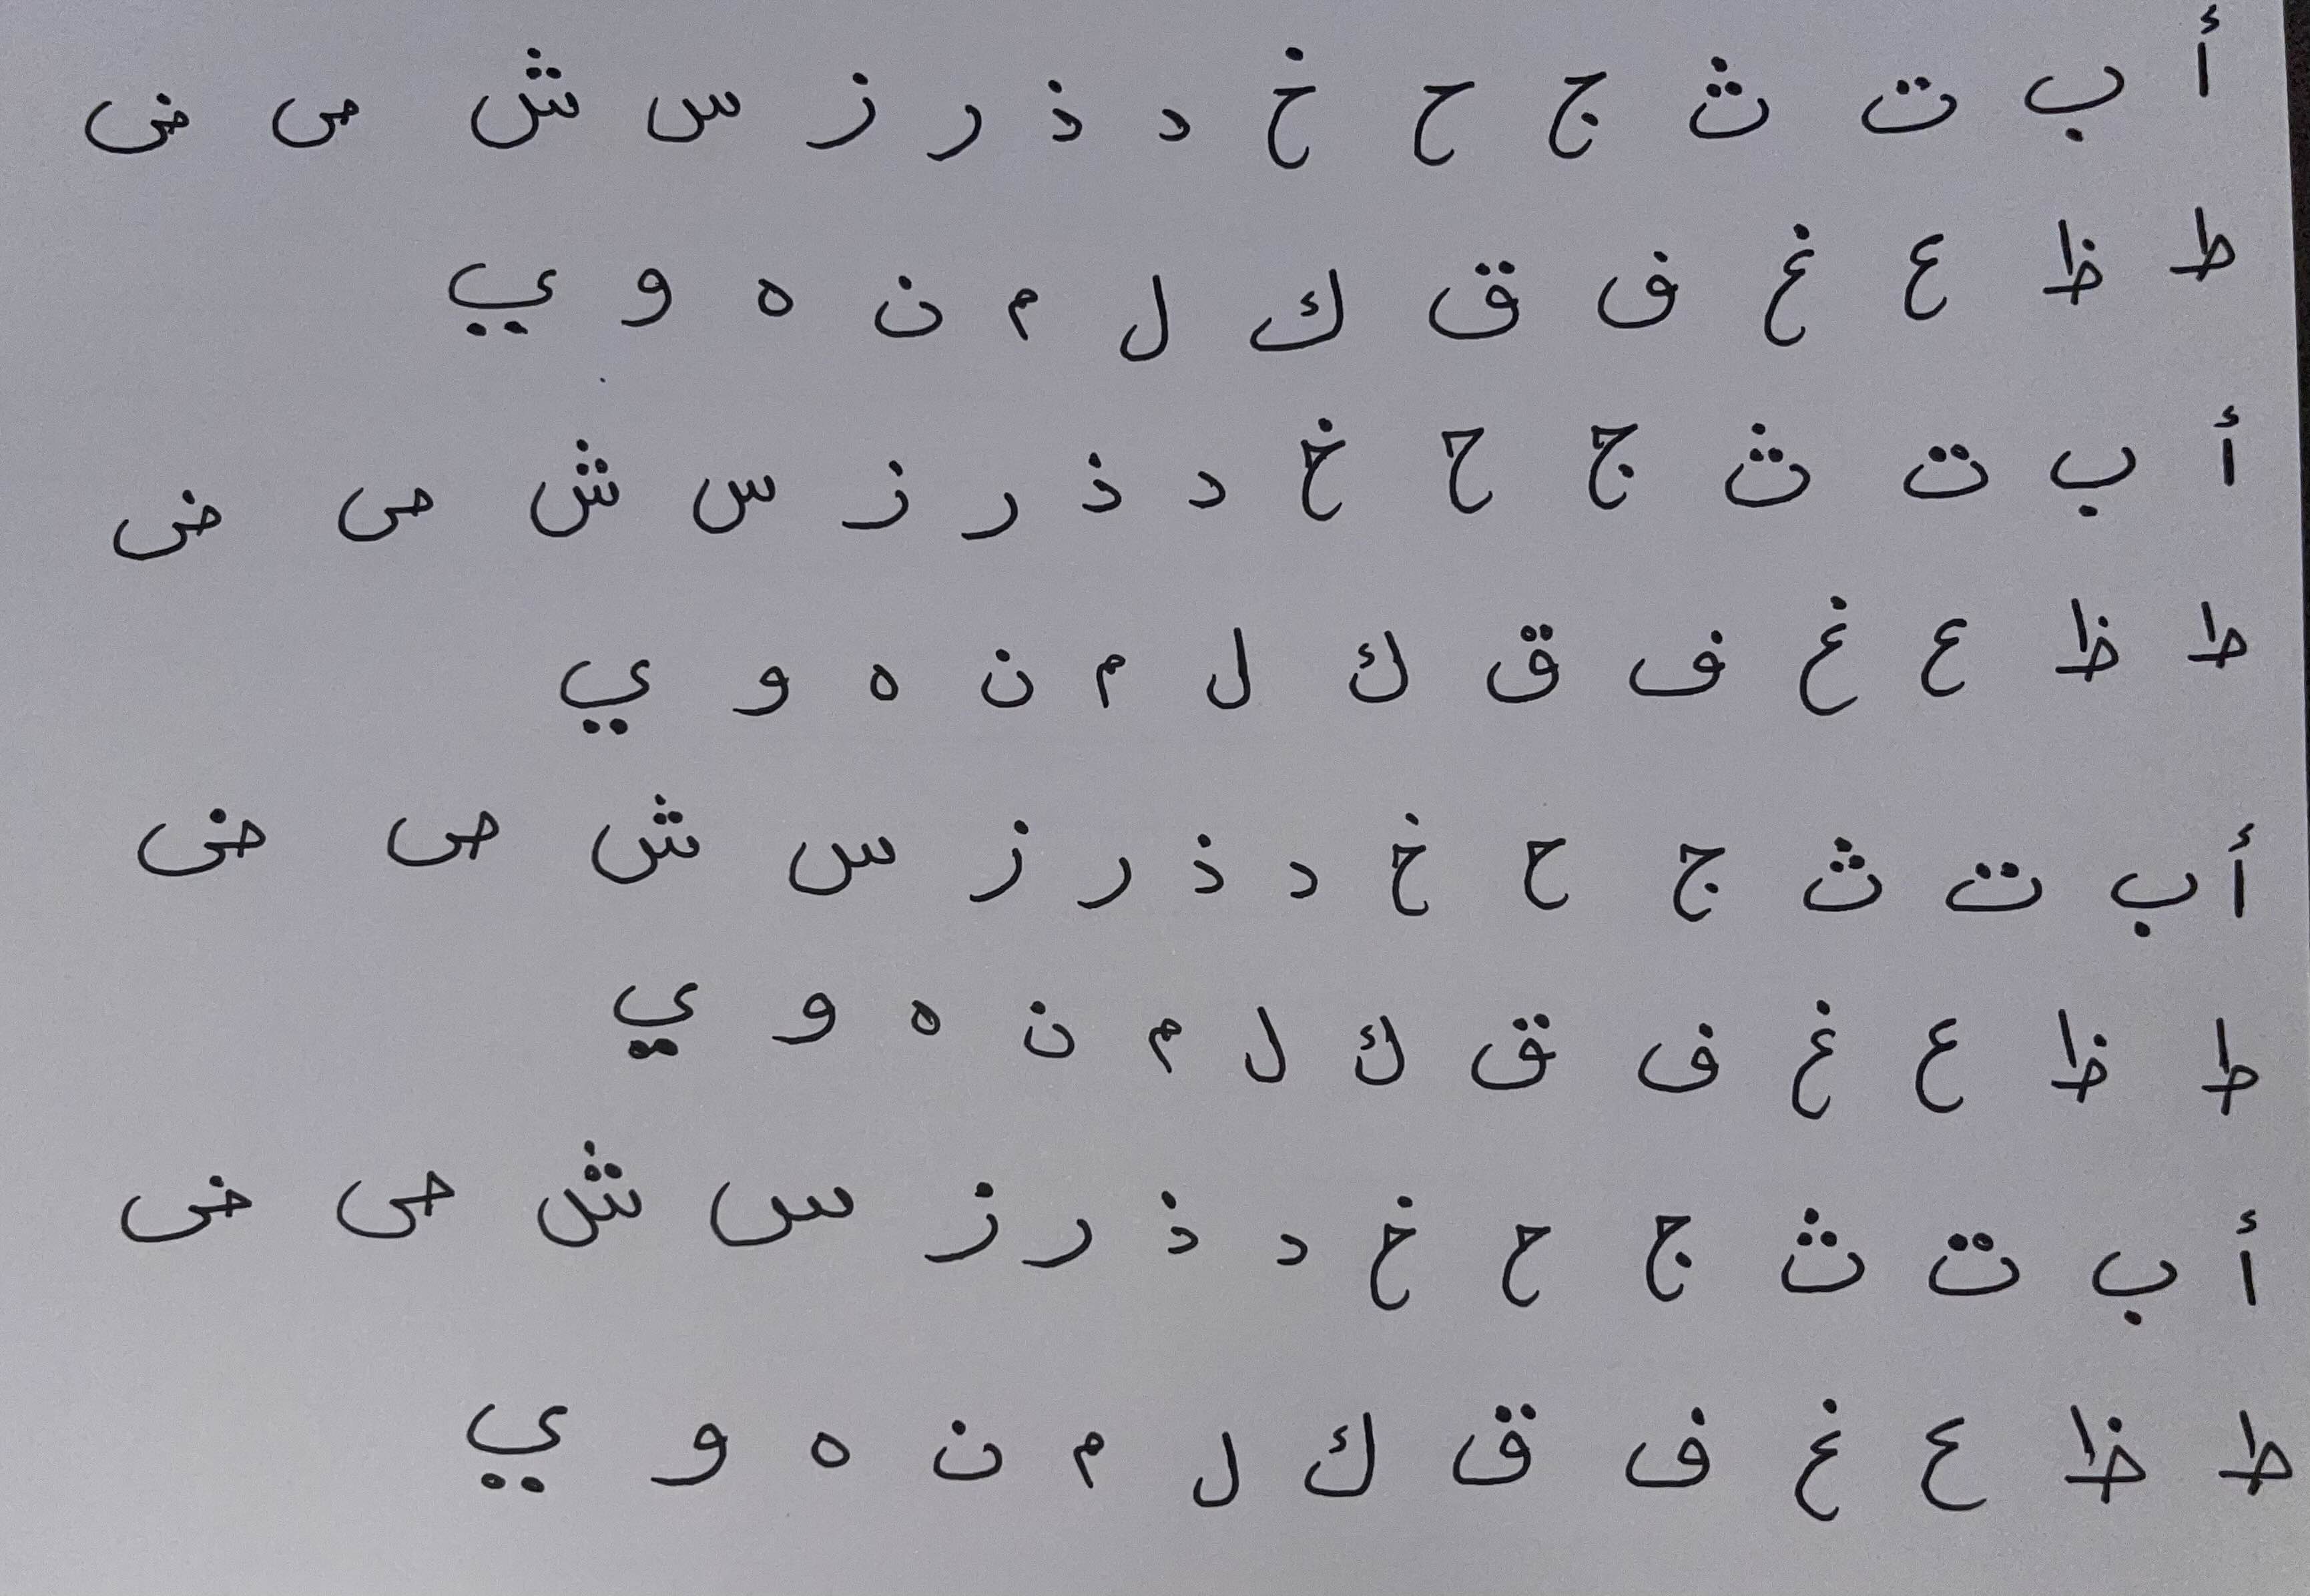 أ ب ت ث ج ح خ د ذ ر ز س ش ص ض
ط ظ ع غ ف ق ك ل م ن ه و ي
أ ب ت ث ج ح خ د ذ ر ز س ش ص ض
ط ظ ع غ ف ق ك ل م ن ه و ي
أ ب ت ث ج ح خ د ذ ر ز س ش ص ض
ط ظ ع غ ف ق ك ل م ن ه و ي
أ ب ت ث ج ح خ د ذ ر ز س ش ص ض
ط ظ ع غ ف ق ك ل م ن ه و ي